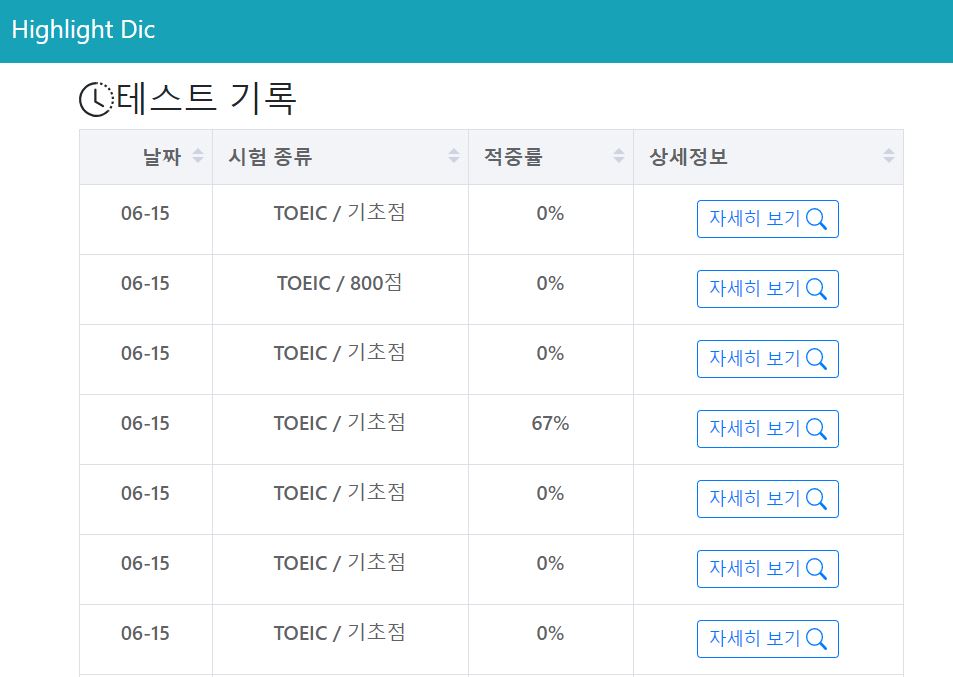 Highlight Dic
테스트 기록
날짜 시험 종류 적중률 상세정보
06-15 TOEIC / 기초점 0% 자세히 보기
06-15 TOEIC / 800점 0% 자세히 보기
06-15 TOEIC / 기초점 0% 자세히 보기
06-15 TOEIC / 기초점 67% 자세히 보기
06-15 TOEIC / 기초점 0% 자세히 보기
06-15 TOEIC / 기초점 0% 자세히 보기
06-15 TOEIC / 기초점 0% 자세히 보기